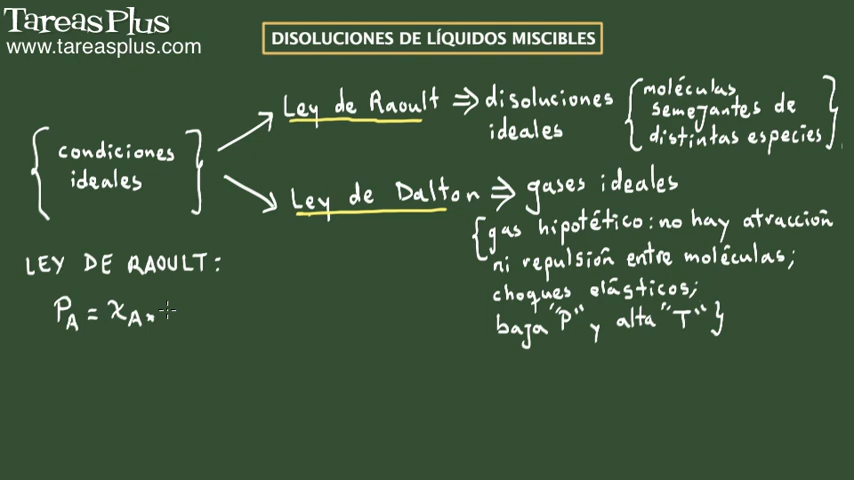 TareasPlus
www.tareasplus.com
DISOLUCIONES DE LÍQUIDOS MISCIBLES
{condiciones
ideales}
Ley de Raoult ⇒ disoluciones
ideales
{moléculas
semejantes de
distintas especies}
Ley de Dalton ⇒ gases ideales
{gas hipotético: no hay atracción
ni repulsión entre moléculas;
choques elásticos;
baja "P" y alta "T"}
LEY DE RAOULT:
P_A = x_A *